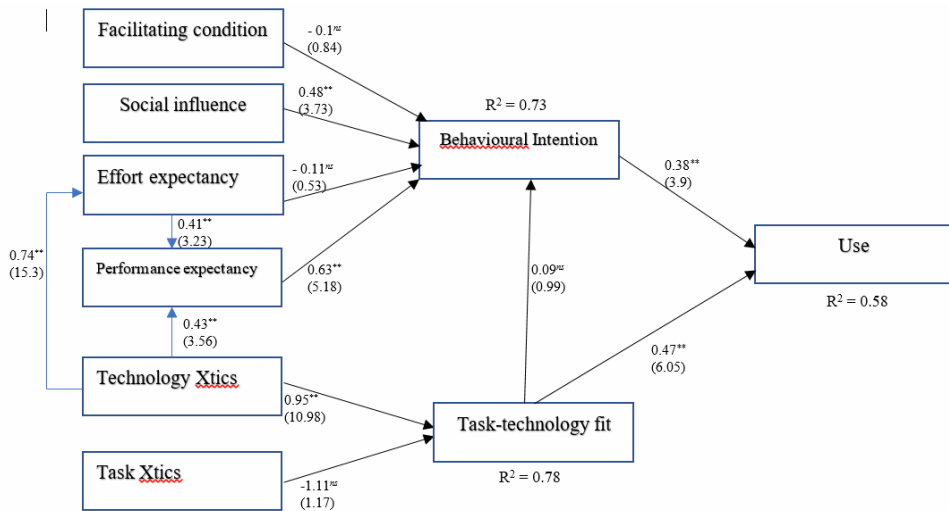 Facilitating condition
- 0.1ⁿˢ
(0.84)
Social influence
0.48**
(3.73)
R² = 0.73
Behavioural Intention
Effort expectancy
- 0.11ⁿˢ
(0.53)
0.38**
(3.9)
0.41**
(3.23)
Use
0.74**
(15.3)
Performance expectancy
0.63**
(5.18)
0.09ⁿˢ
(0.99)
R² = 0.58
0.43**
(3.56)
0.47**
(6.05)
Technology Xtics
0.95**
(10.98)
Task-technology fit
Task Xtics
-1.11ⁿˢ
(1.17)
R² = 0.78